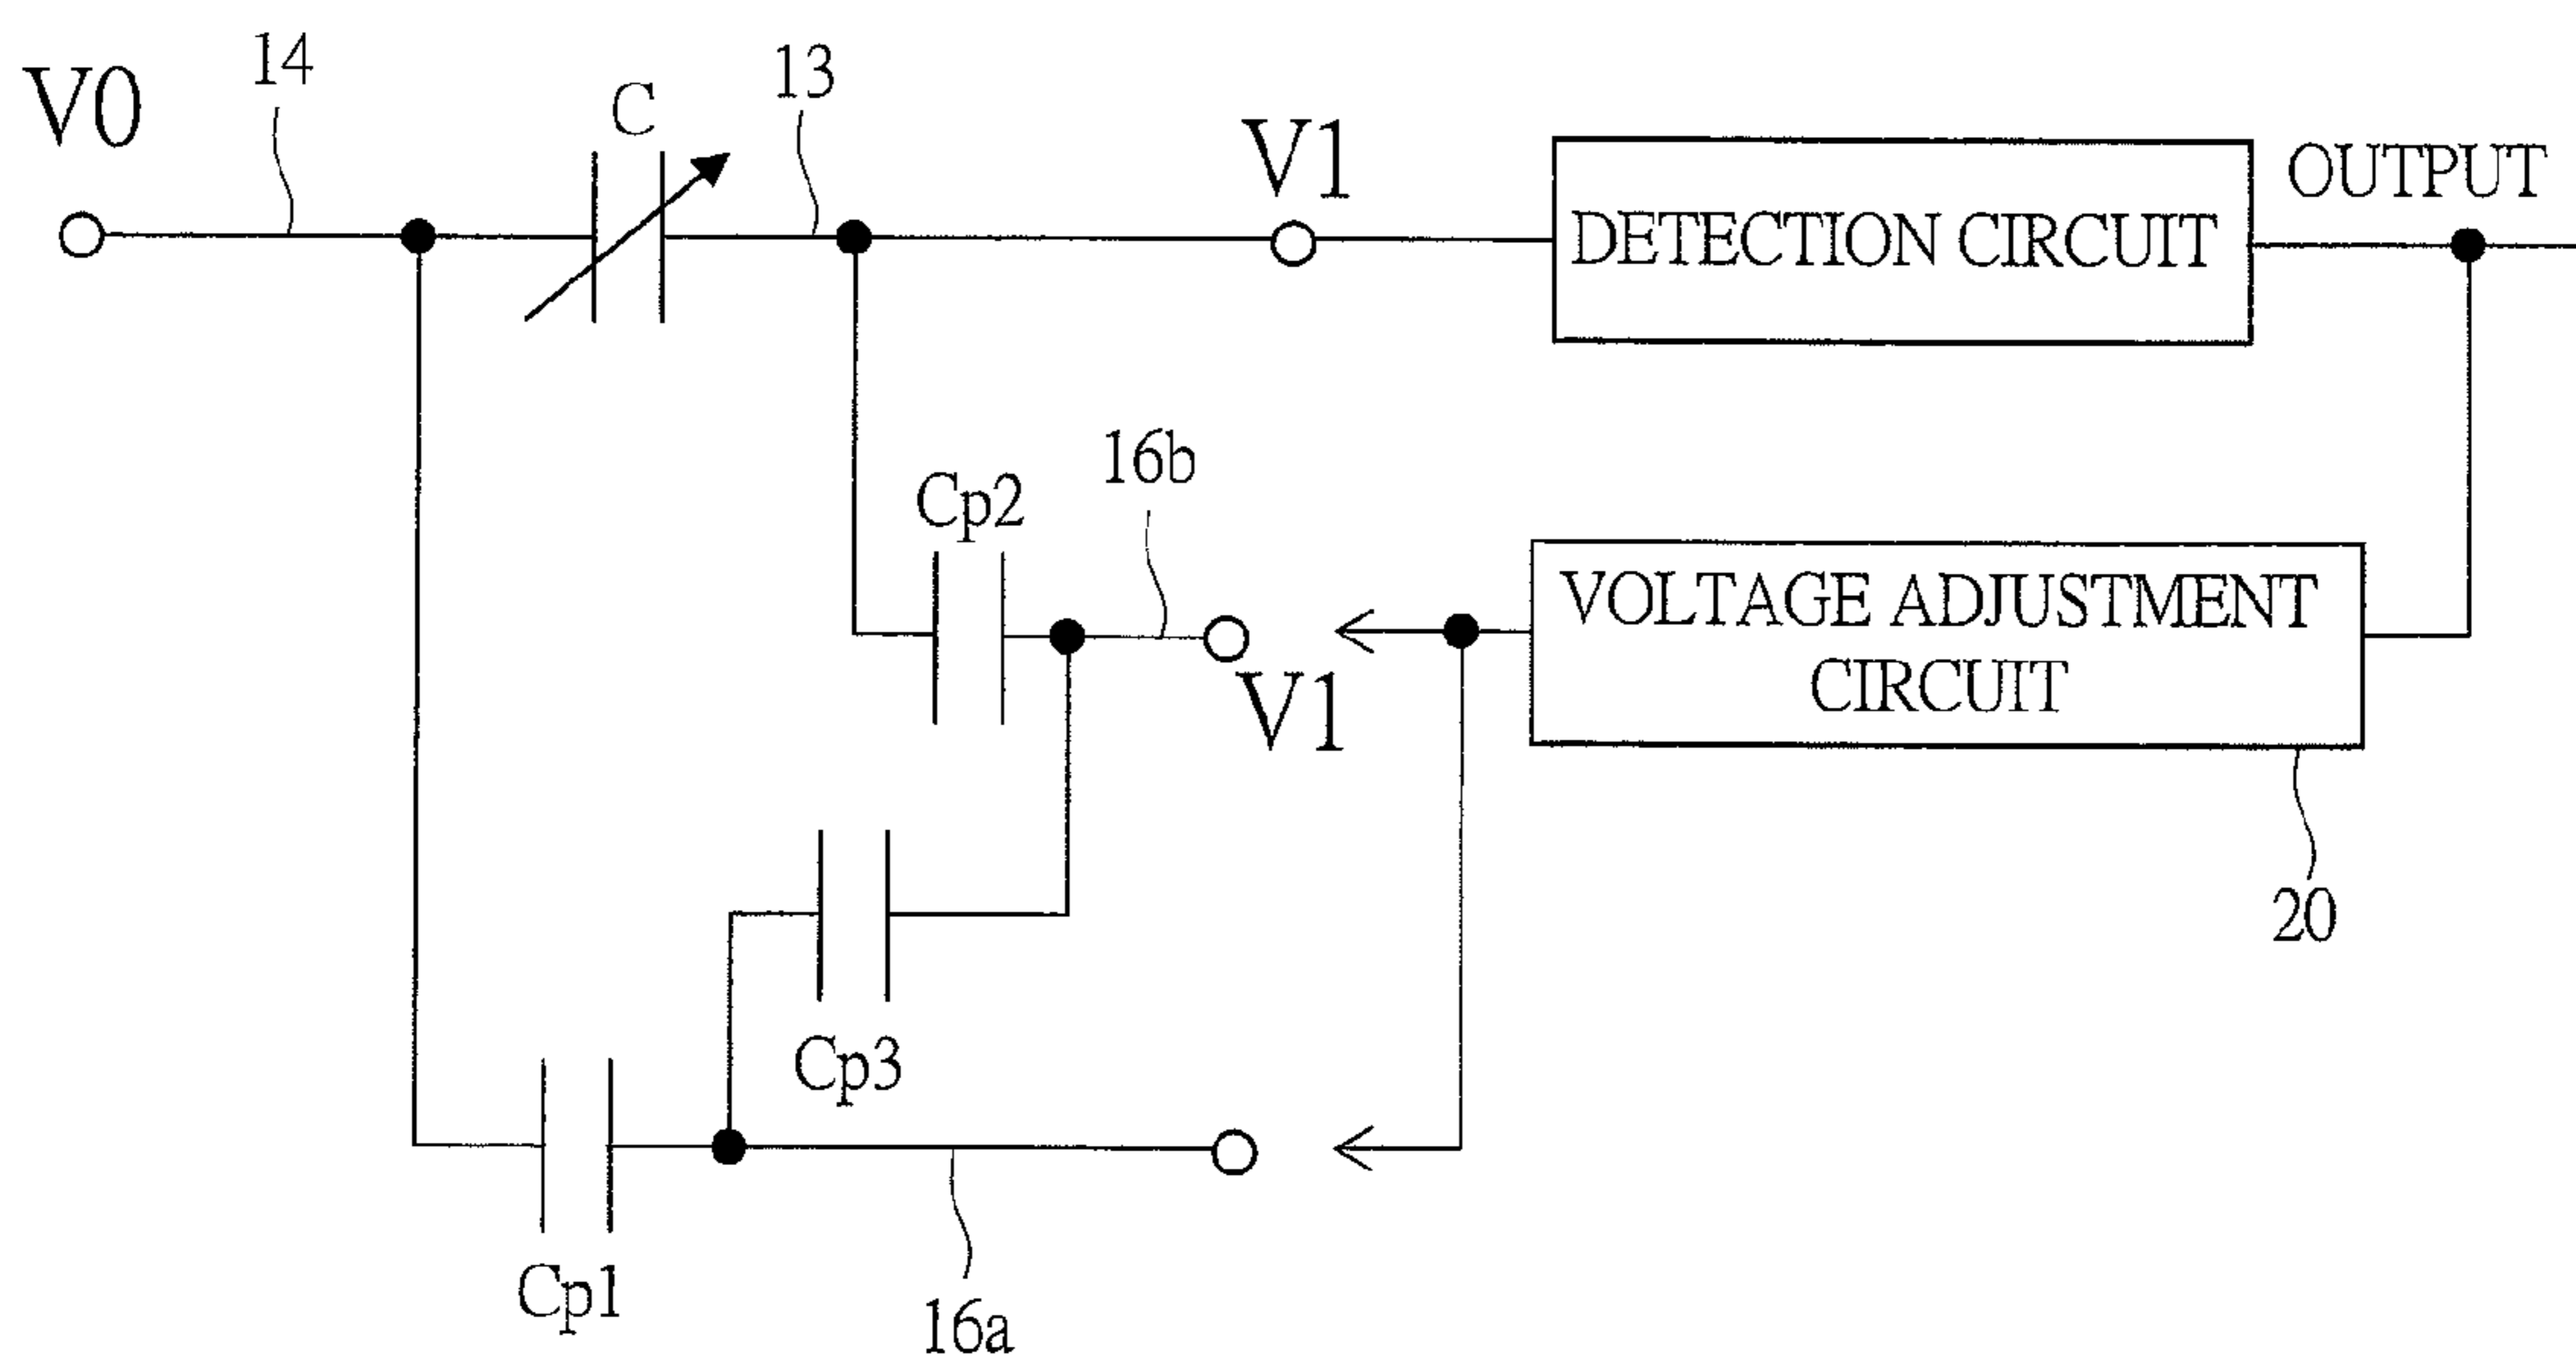 V0
14
C
13
V1
DETECTION CIRCUIT
OUTPUT
Cp2
16b
V1
VOLTAGE ADJUSTMENT
CIRCUIT
20
Cp3
Cp1
16a